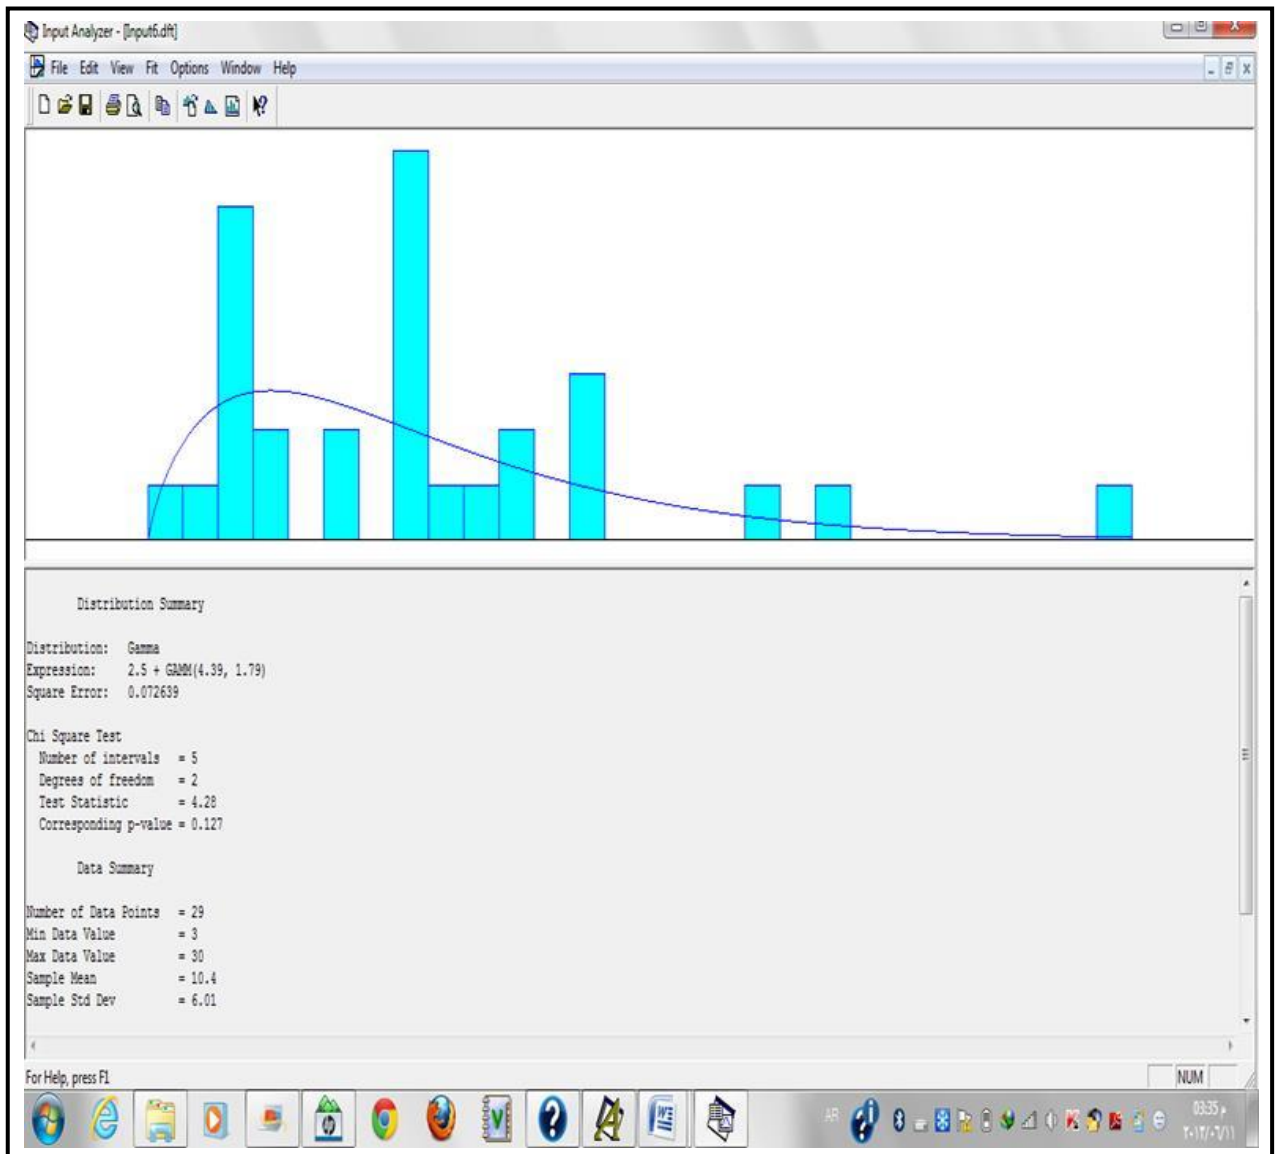 Input Analyzer - [Input6.dft]
File Edit View Fit Options Window Help
Distribution Summary
Distribution: Gamma
Expression: 2.5 + GAMM(4.39, 1.79)
Square Error: 0.072639
Chi Square Test
Number of intervals = 5
Degrees of freedom = 2
Test Statistic = 4.28
Corresponding p-value = 0.127
Data Summary
Number of Data Points = 29
Min Data Value = 3
Max Data Value = 30
Sample Mean = 10.4
Sample Std Dev = 6.01
For Help, press F1
NUM
AR
03:35 م